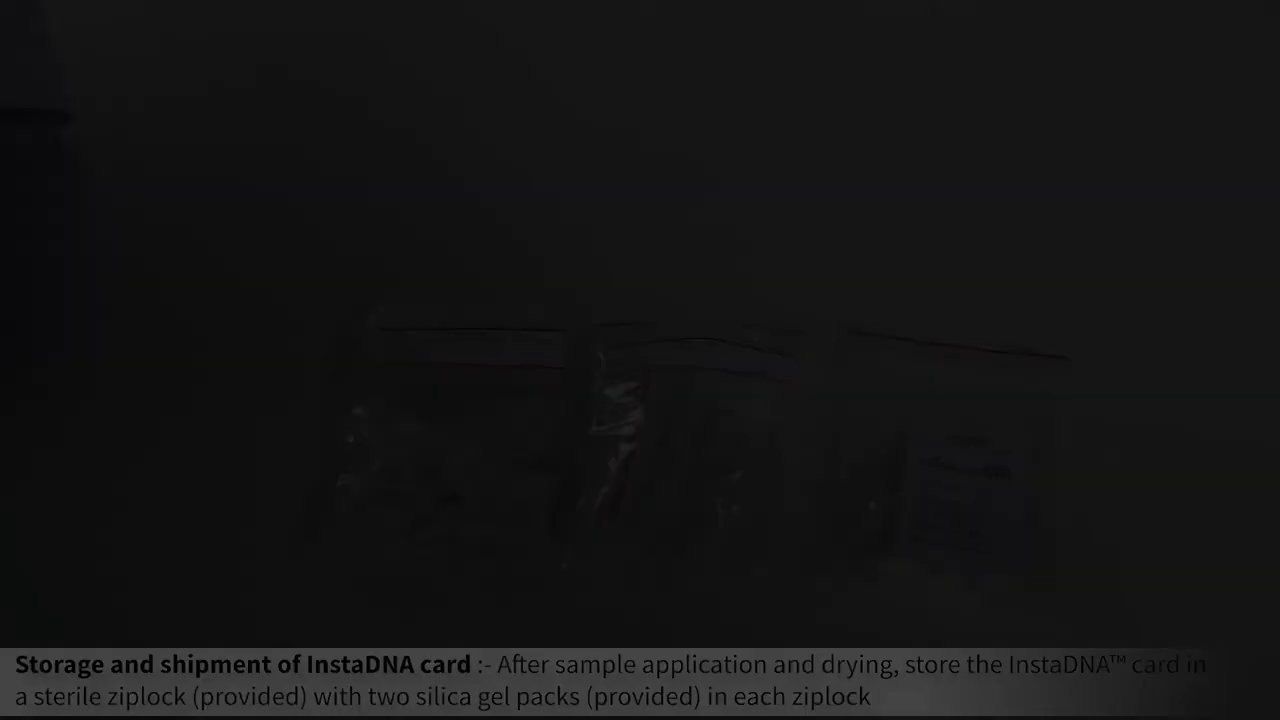 Storage and shipment of InstaDNA card :- After sample application and drying, store the InstaDNA™ card in
a sterile ziplock (provided) with two silica gel packs (provided) in each ziplock